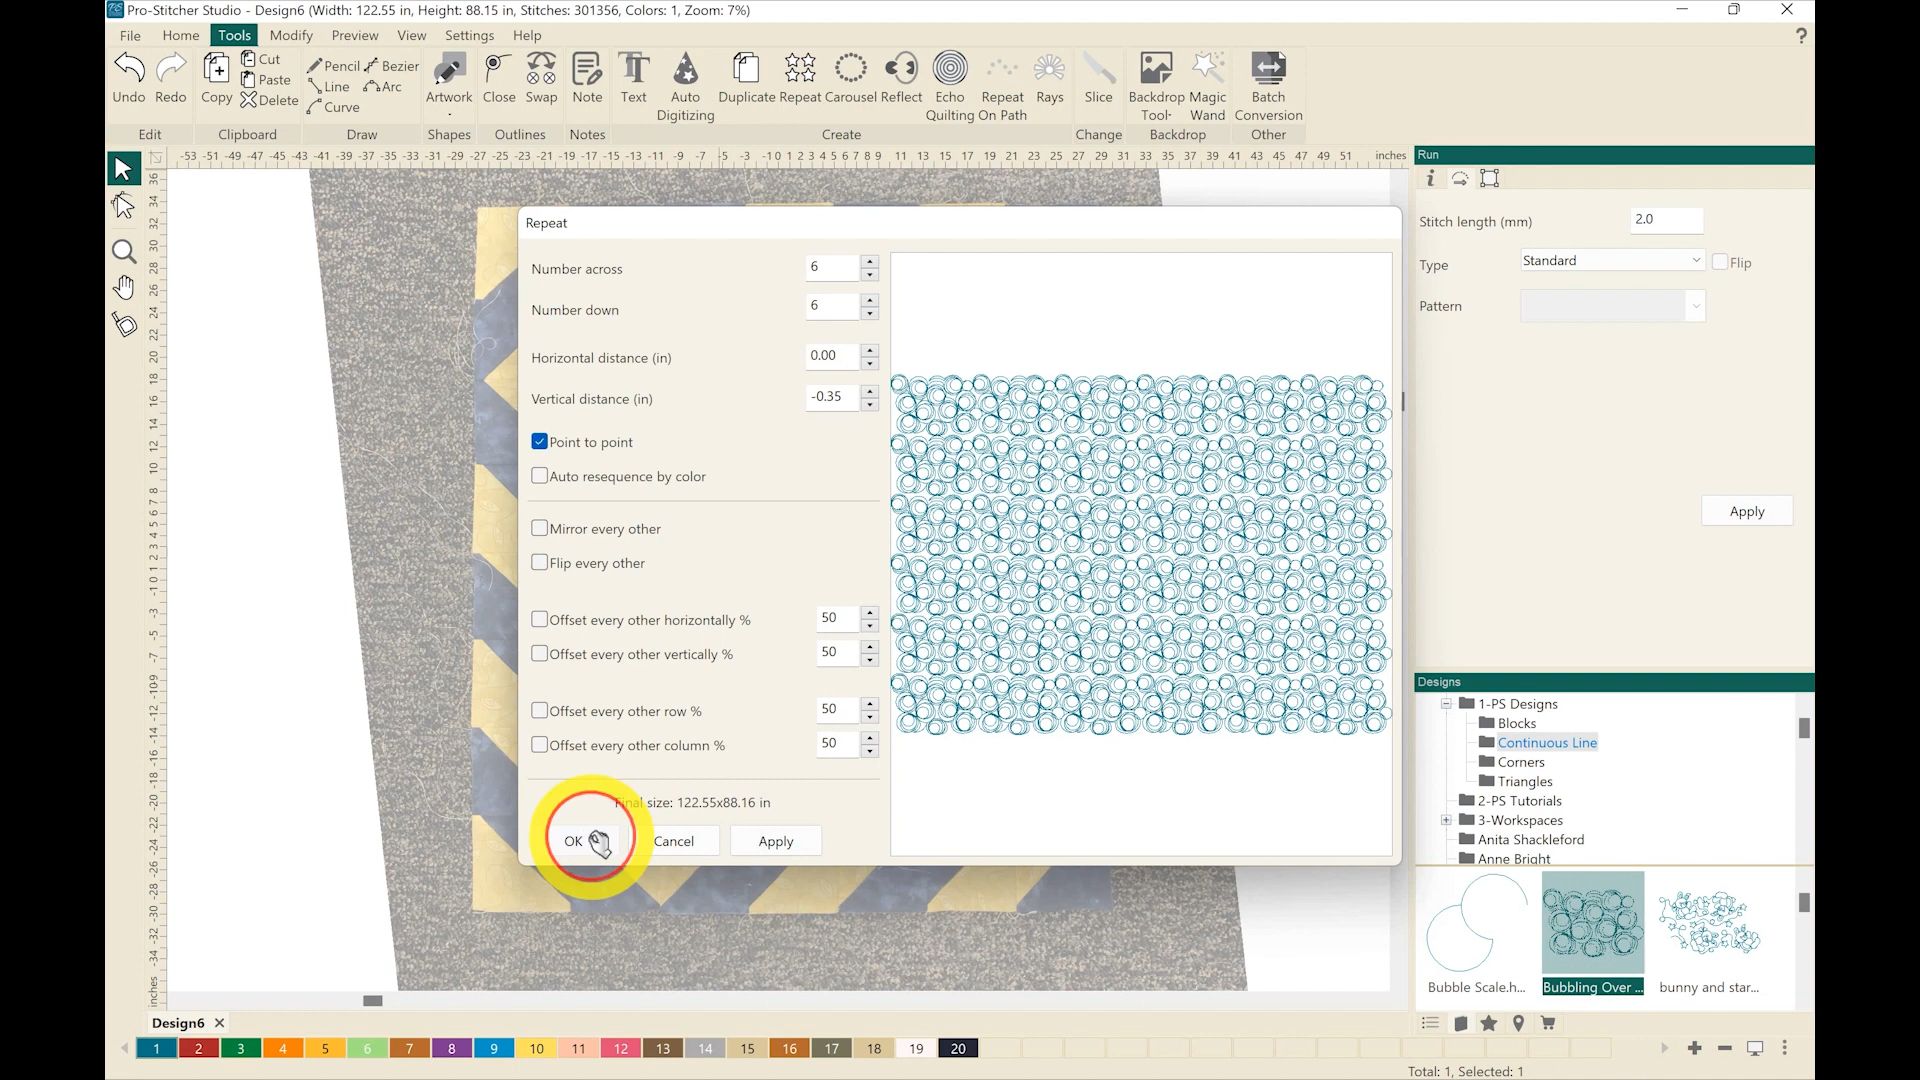 Pro-Stitcher Studio - Design6 (Width: 122.55 in, Height: 88.15 in, Stitches: 301356, Colors: 1, Zoom: 7%)
File Home Tools Modify Preview View Settings Help
Undo Redo
Edit
Copy Cut Paste Delete
Clipboard
Pencil Bezier
Line Arc
Curve
Draw
Artwork
Shapes
Close Swap
Outlines
Note
Notes
Text Auto Digitizing Duplicate Repeat Carousel Reflect Echo Quilting Repeat On Path Rays
Create
Slice
Change
Backdrop Tool Magic Wand
Backdrop
Batch Conversion
Other
inches
Repeat
Number across 6
Number down 6
Horizontal distance (in) 0.00
Vertical distance (in) -0.35
Point to point
Auto resequence by color
Mirror every other
Flip every other
Offset every other horizontally % 50
Offset every other vertically % 50
Offset every other row % 50
Offset every other column % 50
Final size: 122.55x88.16 in
OK Cancel Apply
Run
Stitch length (mm) 2.0
Type Standard Flip
Pattern
Apply
Designs
1-PS Designs
Blocks
Continuous Line
Corners
Triangles
2-PS Tutorials
3-Workspaces
Anita Shackleford
Anne Bright
Bubble Scale.h... Bubbling Over ... bunny and star...
inches
Design6
1 2 3 4 5 6 7 8 9 10 11 12 13 14 15 16 17 18 19 20
Total: 1, Selected: 1